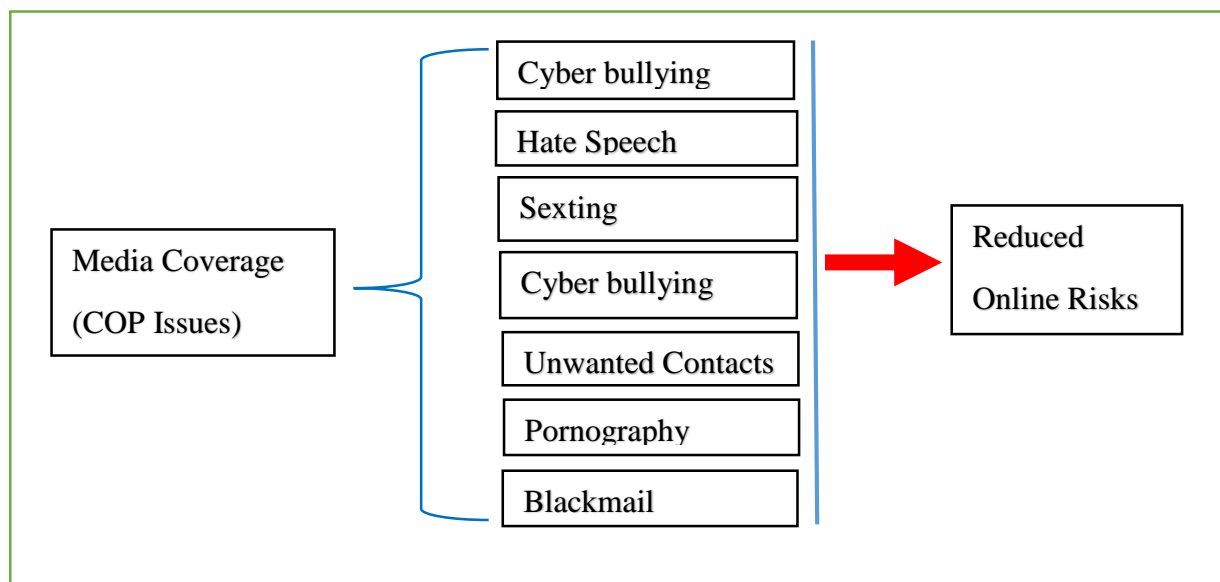 Media Coverage
(COP Issues)
Cyber bullying
Hate Speech
Sexting
Cyber bullying
Unwanted Contacts
Pornography
Blackmail
Reduced
Online Risks